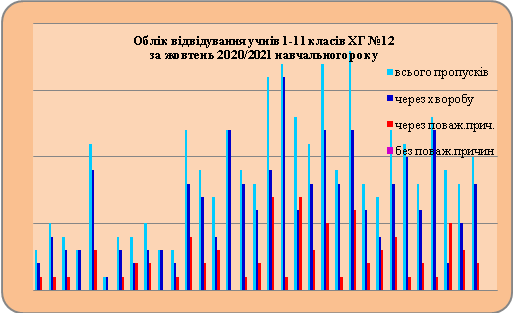 Облік відвідування учнів 1-11 класів ХГ №12
за жовтень 2020/2021 навчального року
всього пропусків
через хворобу
через поваж.прич.
без поваж.причин